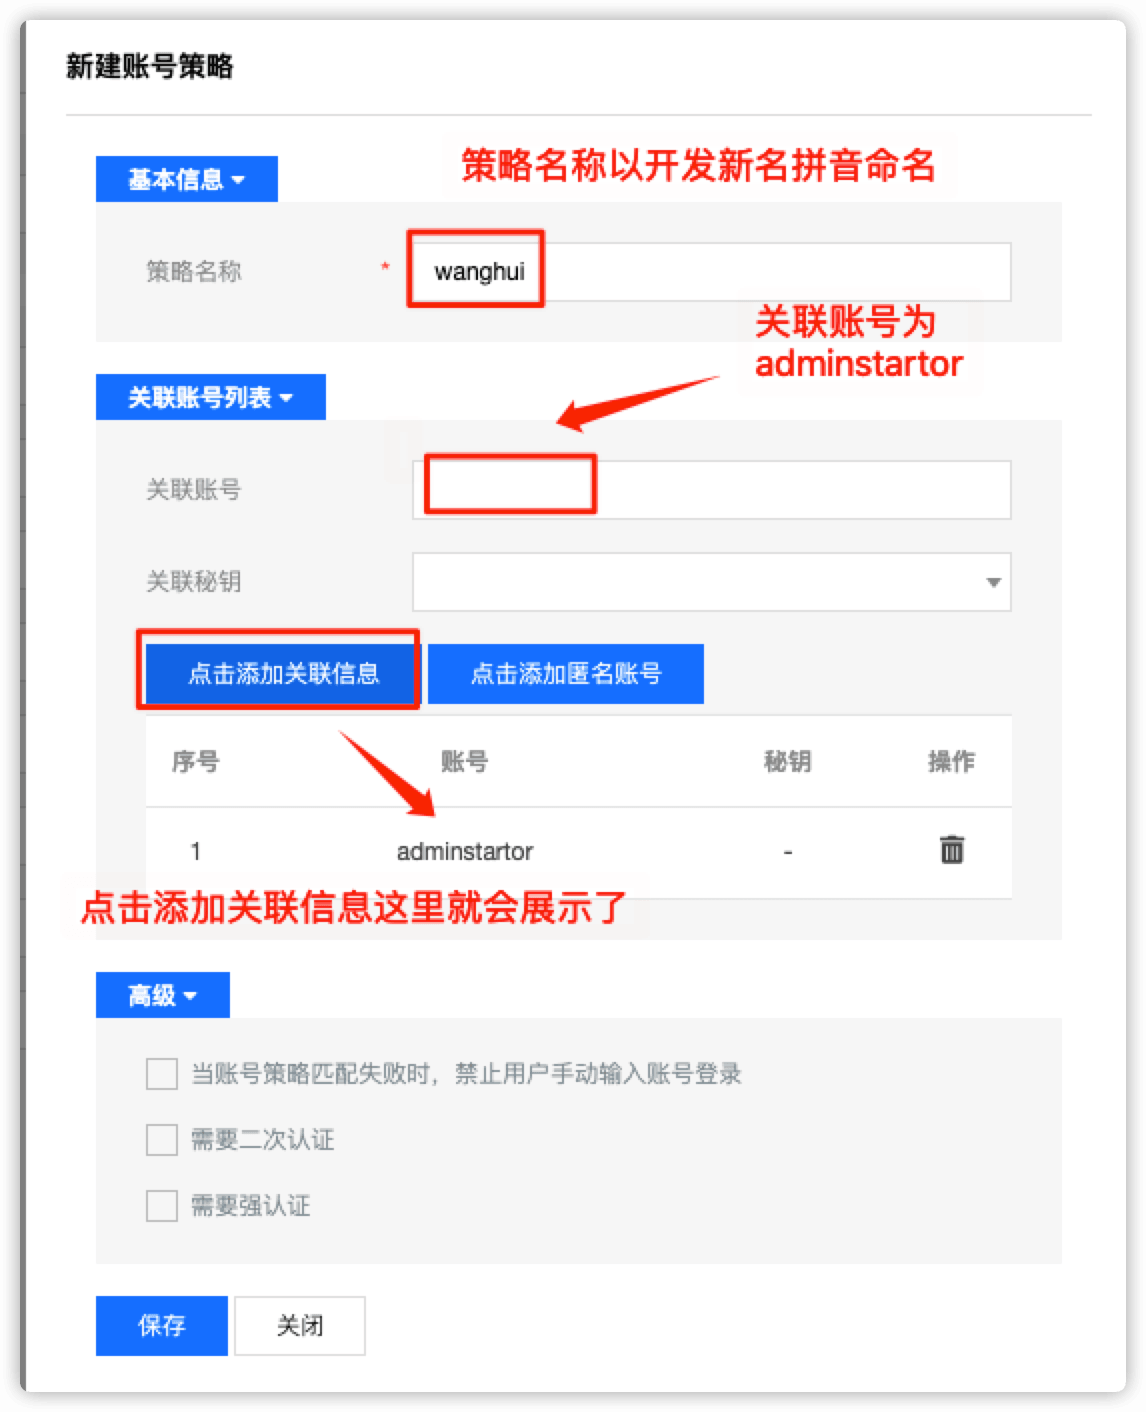 新建账号策略
基本信息
策略名称以开发新名拼音命名
策略名称 * wanghui
关联账号为
adminstartor
关联账号列表
关联账号
关联秘钥
点击添加关联信息 点击添加匿名账号
序号 账号 秘钥 操作
1 adminstartor -
点击添加关联信息这里就会展示了
高级
当账号策略匹配失败时，禁止用户手动输入账号登录
需要二次认证
需要强认证
保存 关闭